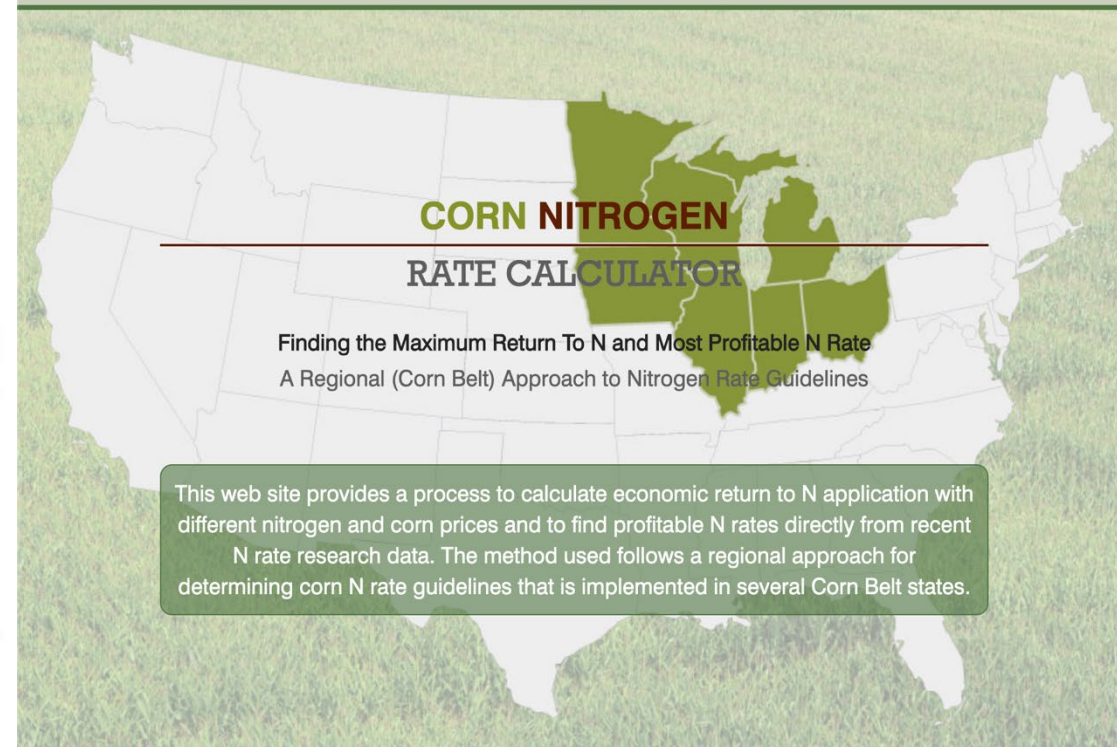 CORN NITROGEN
RATE CALCULATOR
Finding the Maximum Return To N and Most Profitable N Rate
A Regional (Corn Belt) Approach to Nitrogen Rate Guidelines
This web site provides a process to calculate economic return to N application with
different nitrogen and corn prices and to find profitable N rates directly from recent
N rate research data. The method used follows a regional approach for
determining corn N rate guidelines that is implemented in several Corn Belt states.